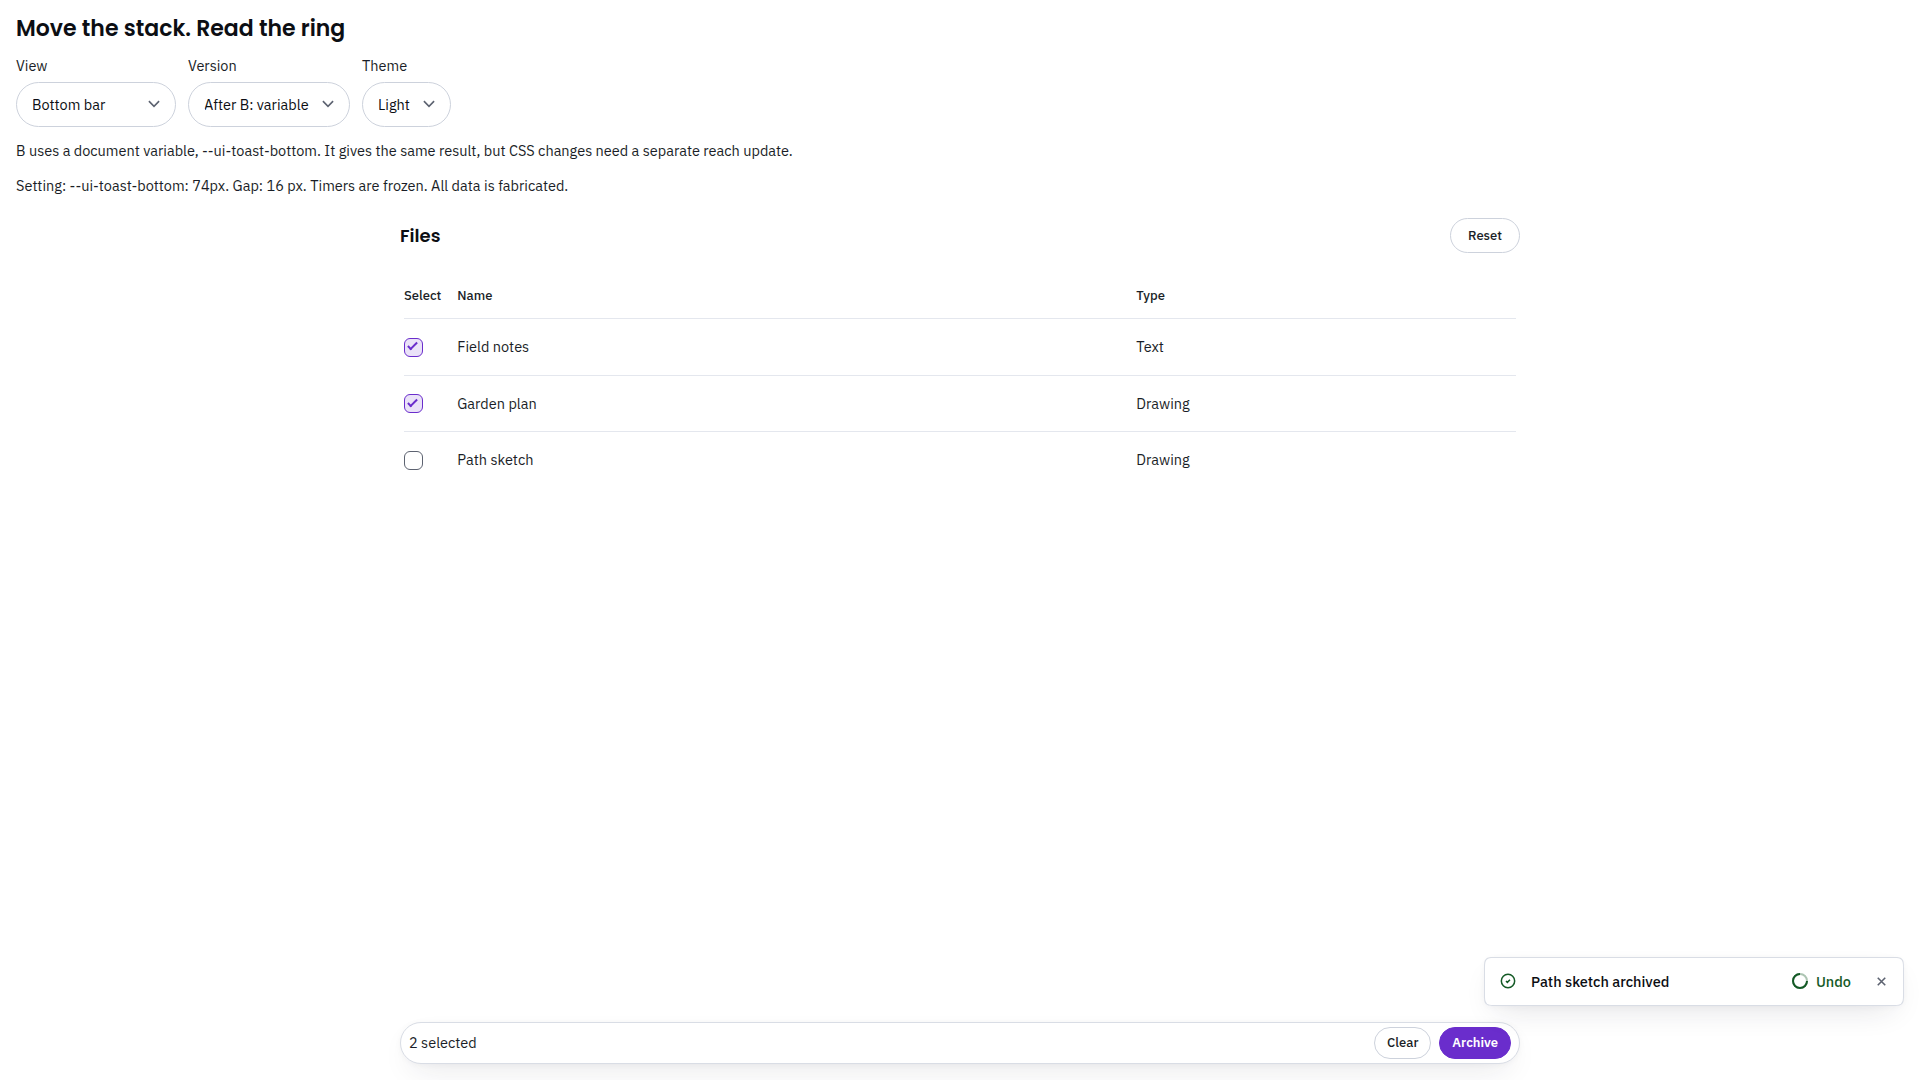 Move the stack. Read the ring
View Version Theme
Bottom bar After B: variable Light
B uses a document variable, --ui-toast-bottom. It gives the same result, but CSS changes need a separate reach update.
Setting: --ui-toast-bottom: 74px. Gap: 16 px. Timers are frozen. All data is fabricated.
Files Reset
Select Name Type
Field notes Text
Garden plan Drawing
Path sketch Drawing
Path sketch archived Undo
2 selected Clear Archive